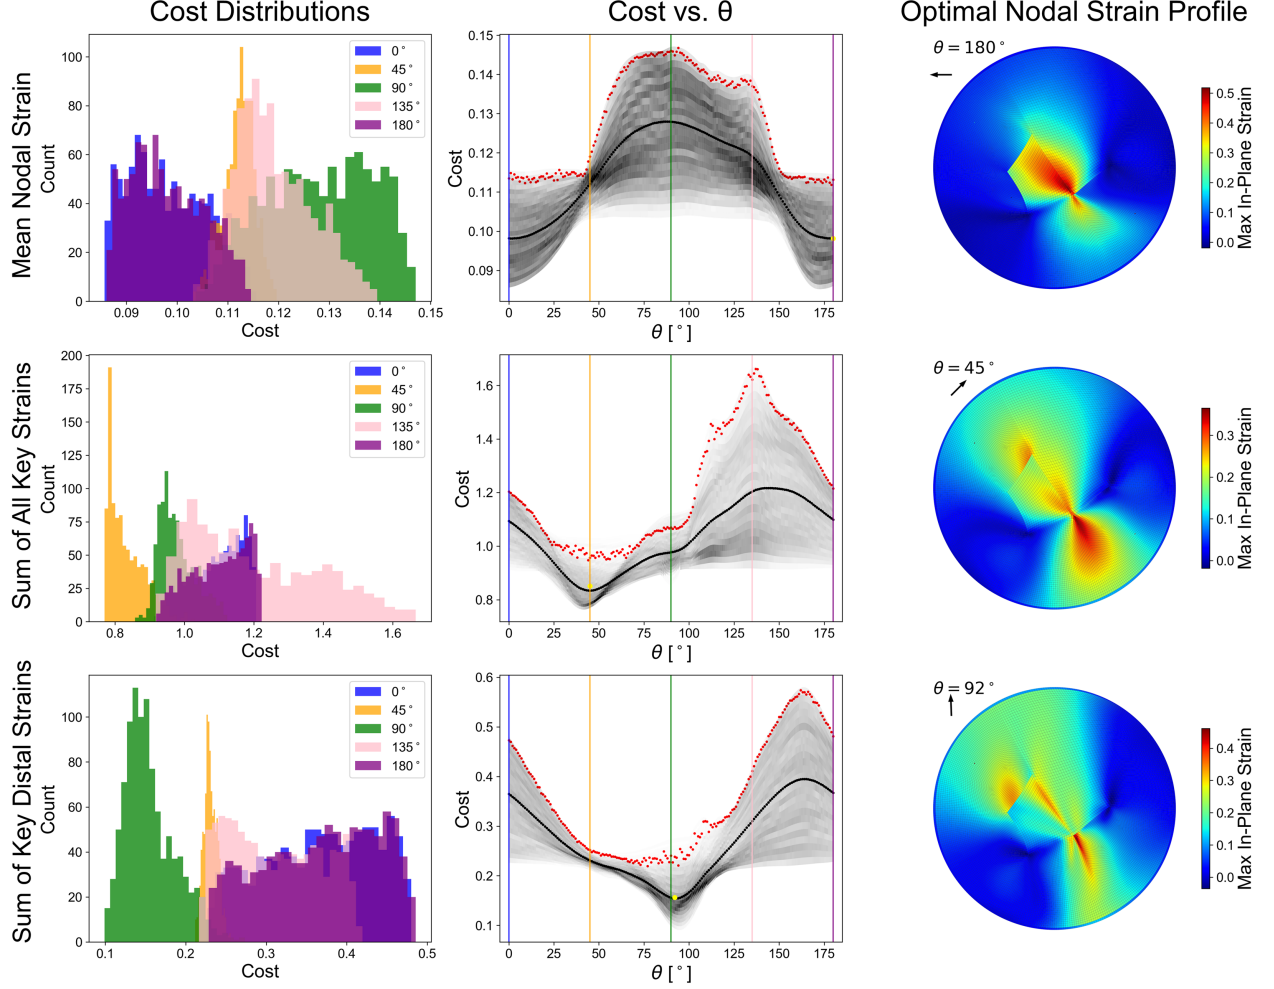 Cost Distributions
Cost vs. θ
Optimal Nodal Strain Profile
Mean Nodal Strain
Count
100
80
60
40
20
0
0°
45°
90°
135°
180°
0.09 0.10 0.11 0.12 0.13 0.14 0.15
Cost
Cost
0.15
0.14
0.13
0.12
0.11
0.10
0.09
0 25 50 75 100 125 150 175
θ [°]
θ = 180°
0.5
0.4
0.3
0.2
0.1
0.0
Max In-Plane Strain
Sum of All Key Strains
Count
200
175
150
125
100
75
50
25
0
0°
45°
90°
135°
180°
0.8 1.0 1.2 1.4 1.6
Cost
Cost
1.6
1.4
1.2
1.0
0.8
0 25 50 75 100 125 150 175
θ [°]
θ = 45°
0.3
0.2
0.1
0.0
Max In-Plane Strain
Sum of Key Distal Strains
Count
100
80
60
40
20
0
0°
45°
90°
135°
180°
0.1 0.2 0.3 0.4 0.5
Cost
Cost
0.6
0.5
0.4
0.3
0.2
0.1
0 25 50 75 100 125 150 175
θ [°]
θ = 92°
0.4
0.3
0.2
0.1
0.0
Max In-Plane Strain